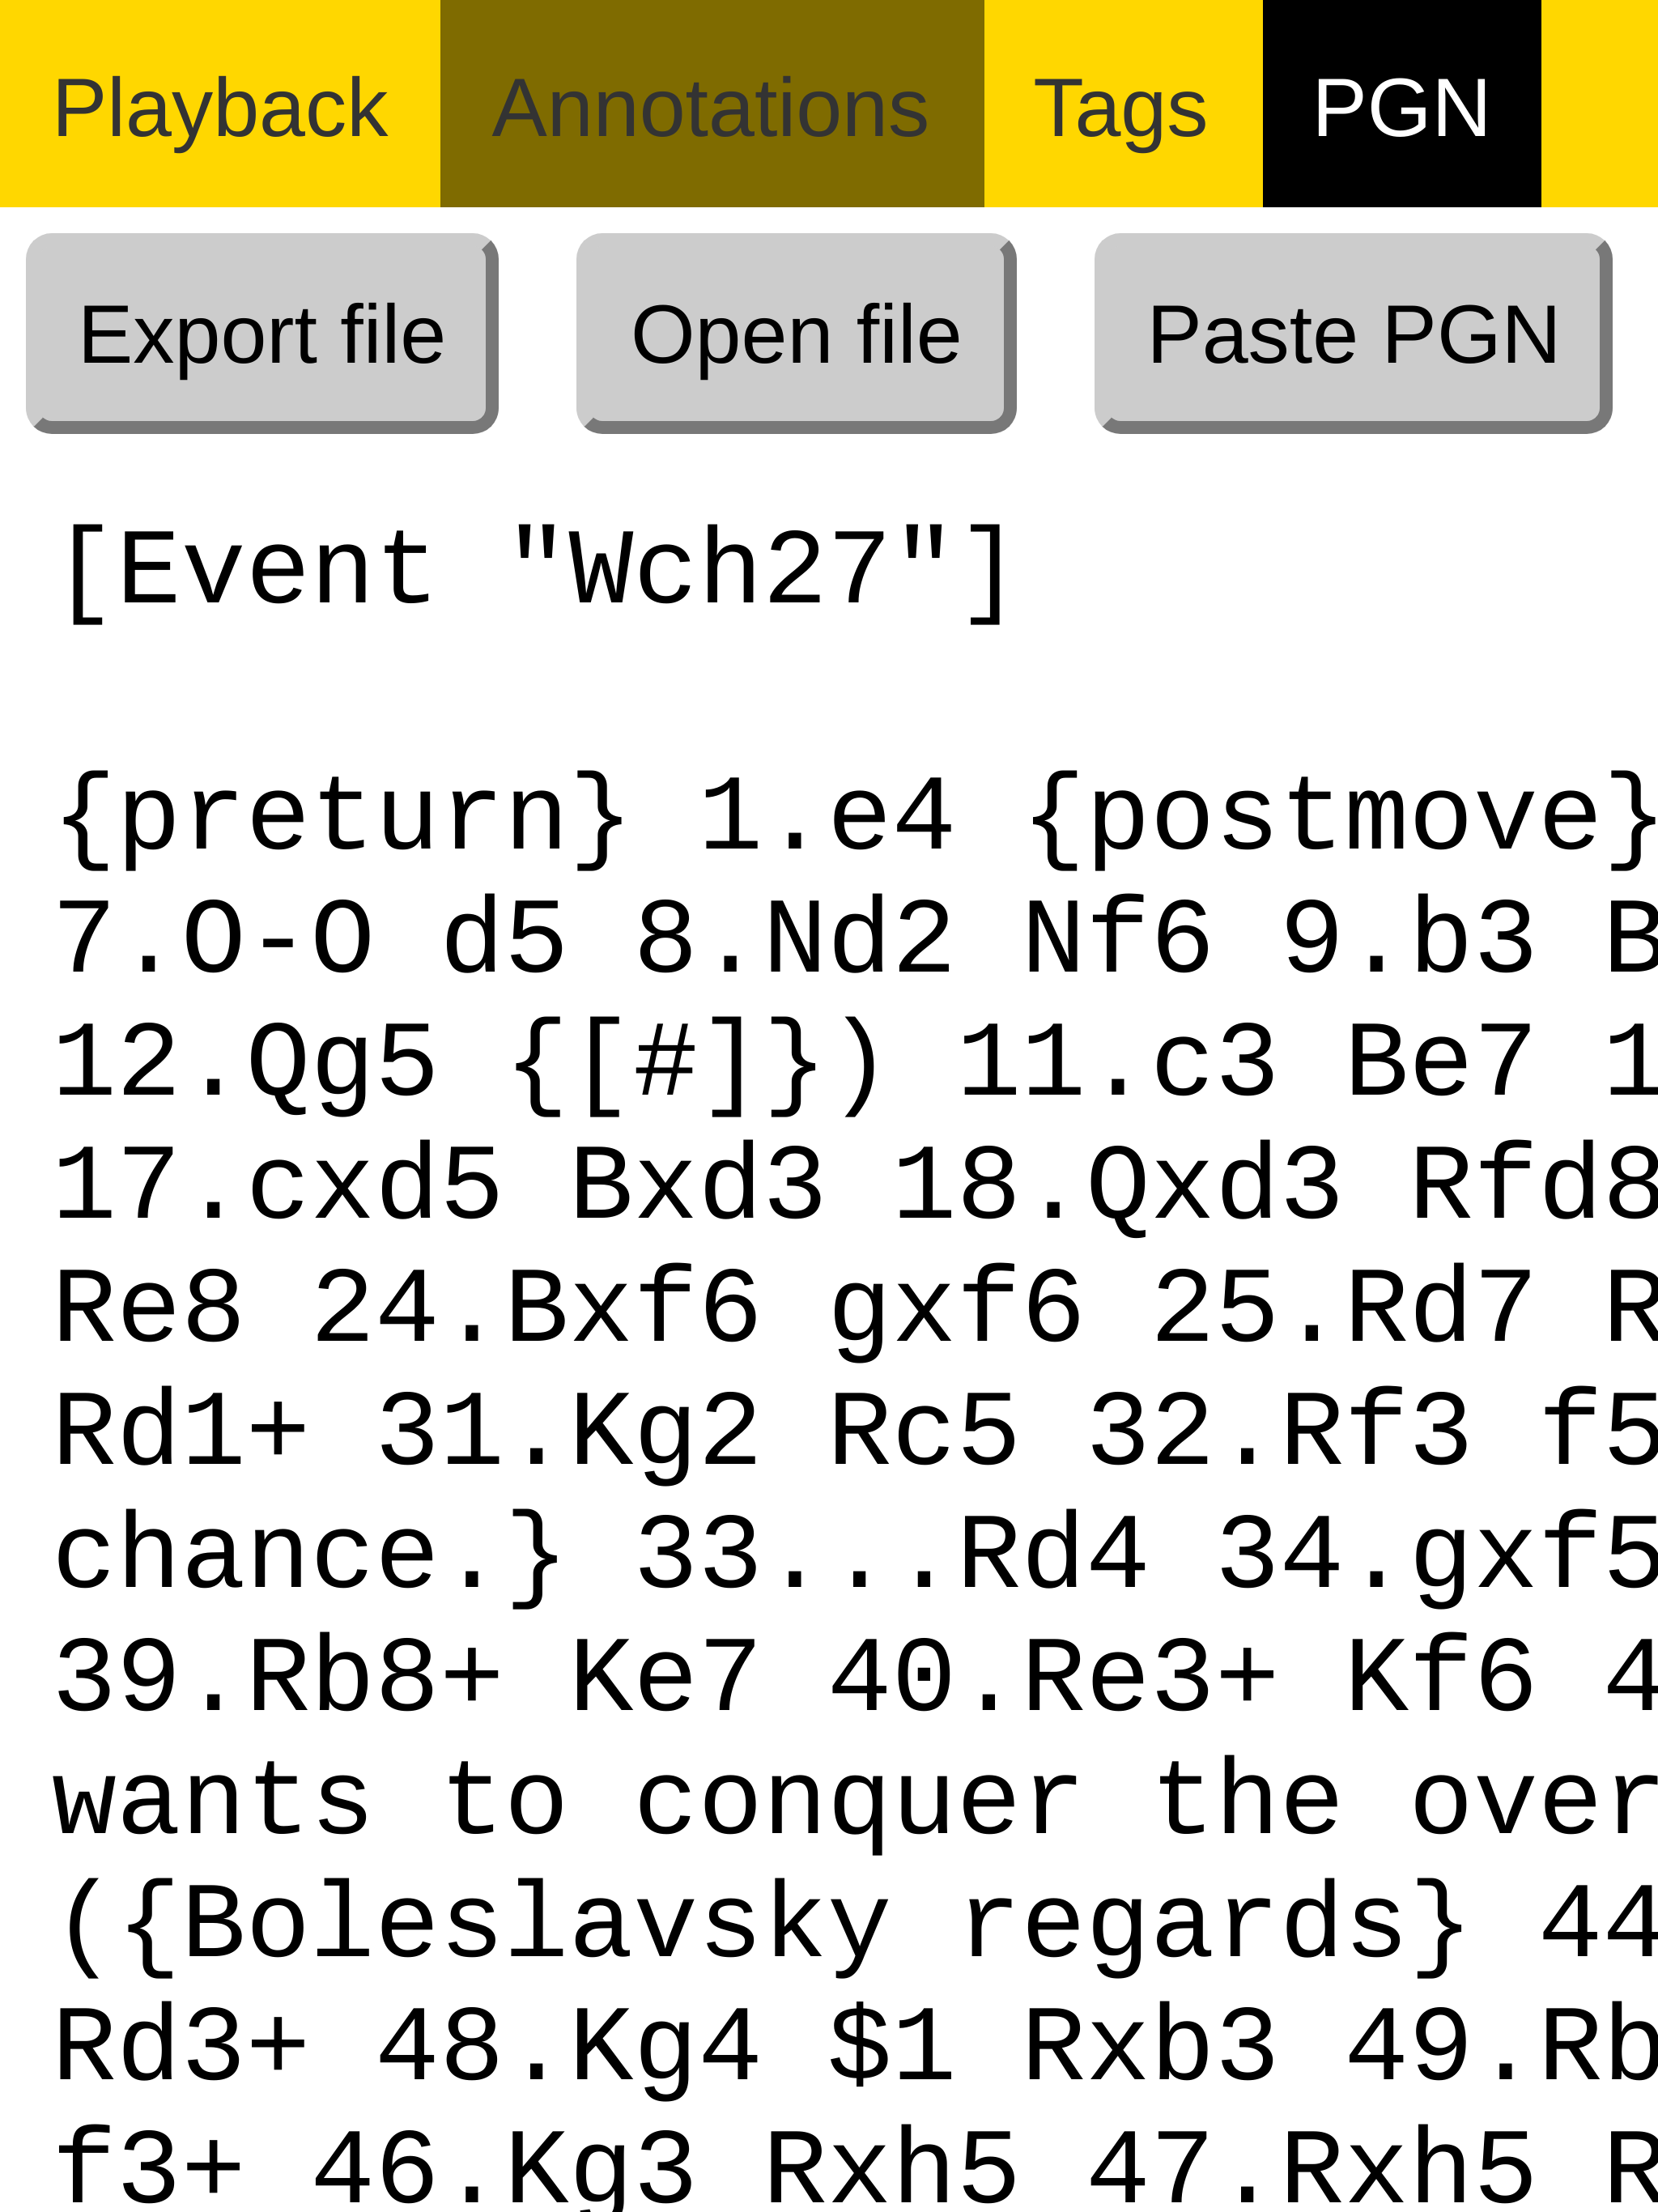 Playback Annotations Tags PGN
Export file Open file Paste PGN
[Event "Wch27"]
{preturn} 1.e4 {postmove}
7.O-O d5 8.Nd2 Nf6 9.b3 B
12.Qg5 {[#]}) 11.c3 Be7 1
17.cxd5 Bxd3 18.Qxd3 Rfd8
Re8 24.Bxf6 gxf6 25.Rd7 R
Rd1+ 31.Kg2 Rc5 32.Rf3 f5
chance.} 33...Rd4 34.gxf5
39.Rb8+ Ke7 40.Re3+ Kf6 4
wants to conquer the over
({Boleslavsky regards} 44
Rd3+ 48.Kg4 $1 Rxb3 49.Rb
f3+ 46.Kg3 Rxh5 47.Rxh5 R